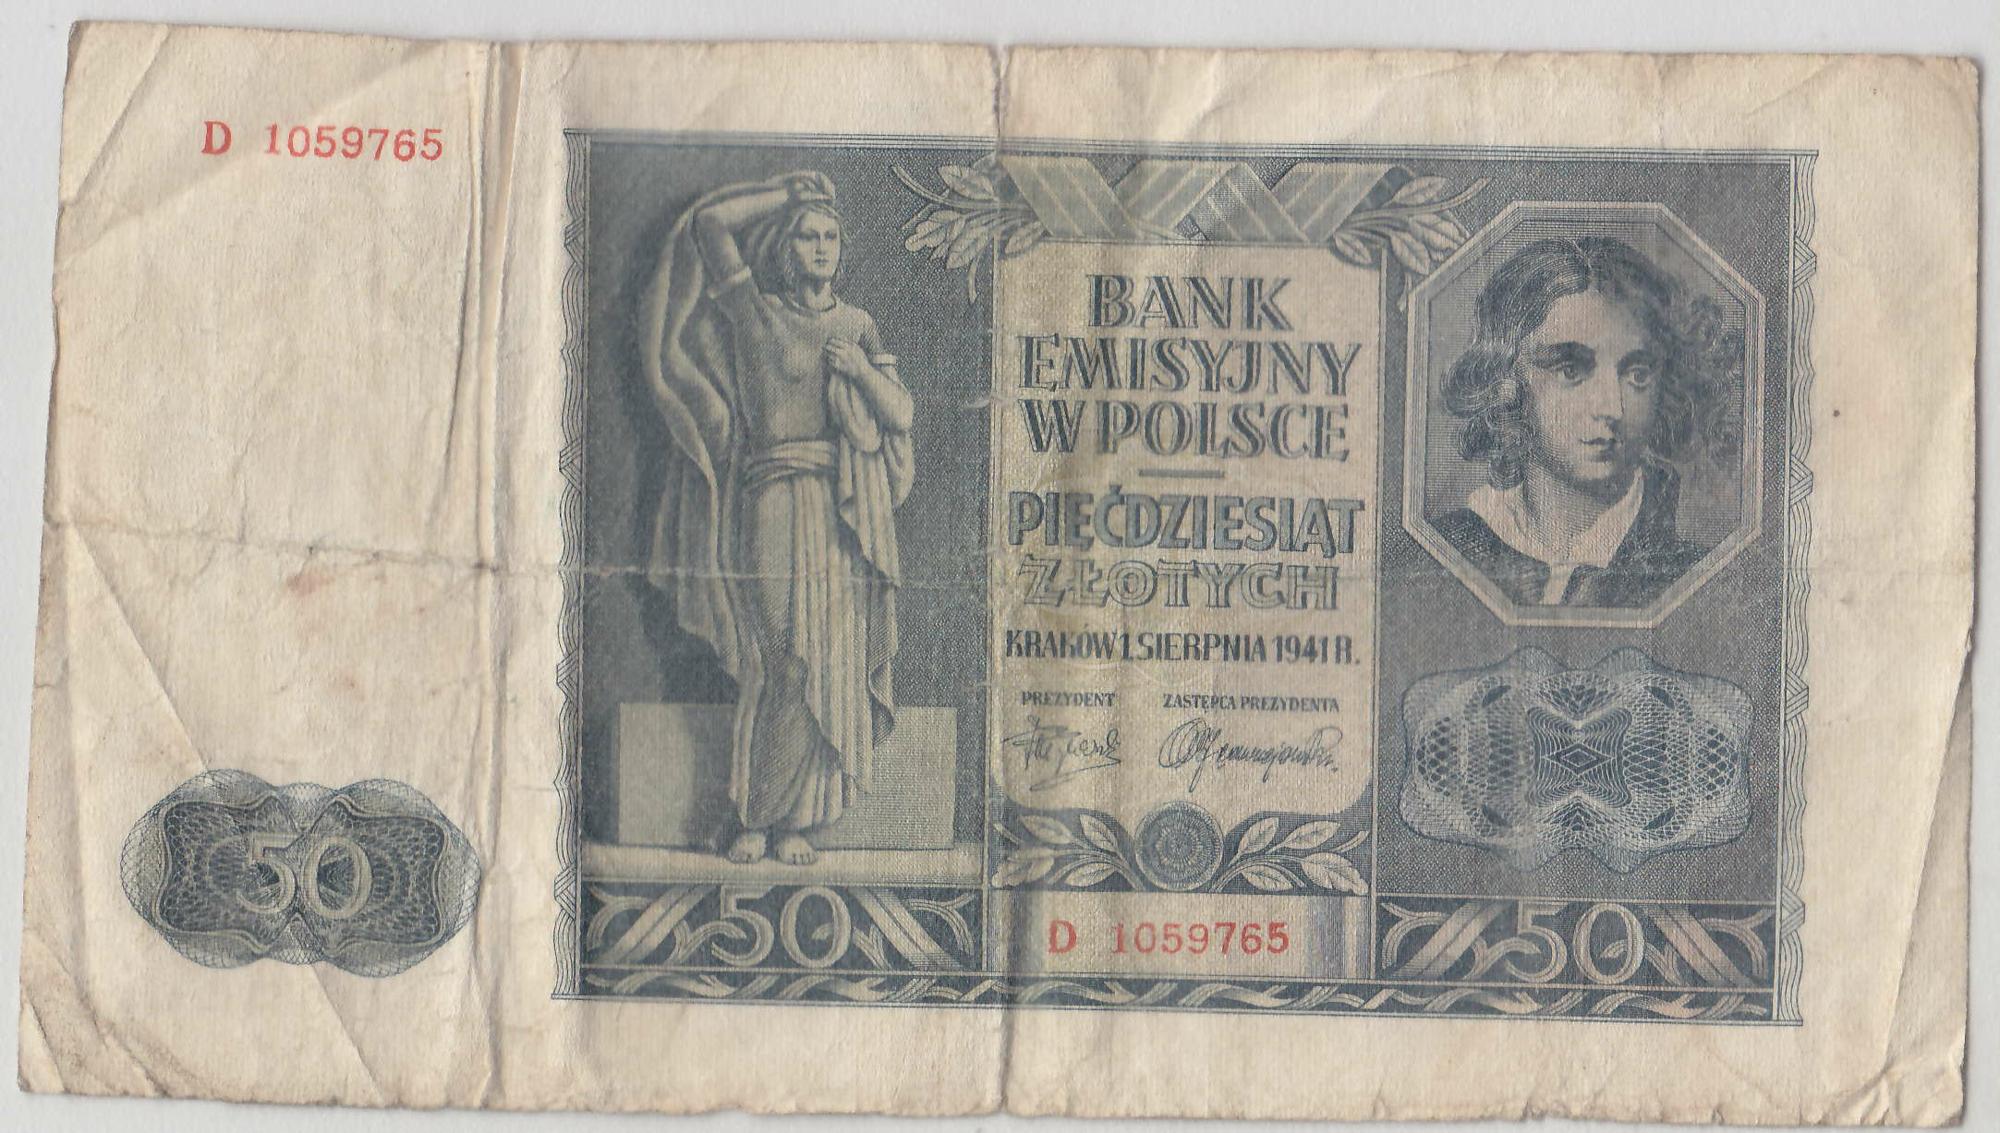 D 1059765
BANK
EMISYJNY
W POLSCE
PIĘĆDZIESIĄT
ZŁOTYCH
KRAKÓW 1. SIERPNIA 1941 R.
PREZYDENT ZASTĘPCA PREZYDENTA
50
50 D 1059765 50